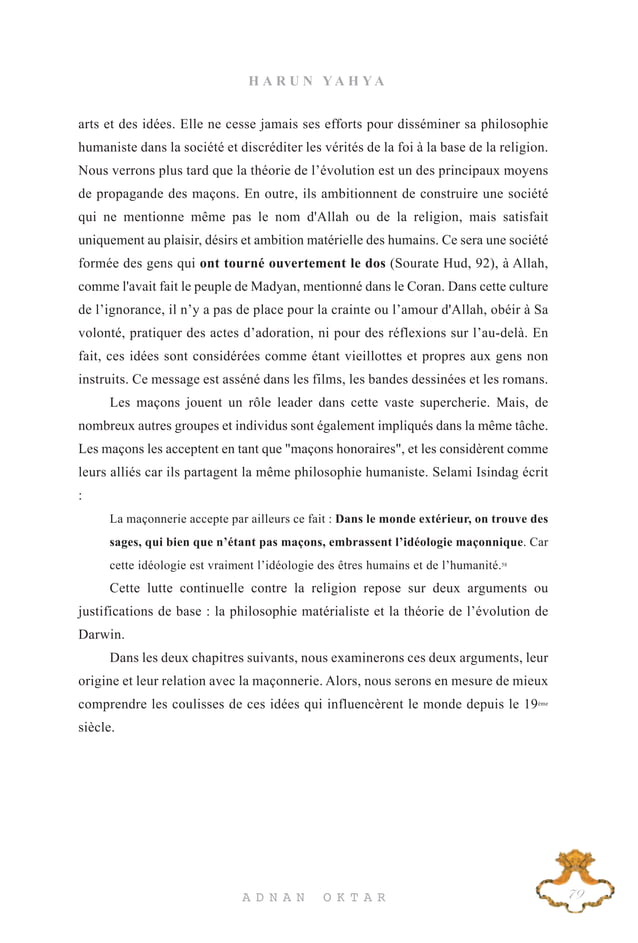 HARUN YAHYA
arts et des idées. Elle ne cesse jamais ses efforts pour disséminer sa philosophie
humaniste dans la société et discréditer les vérités de la foi à la base de la religion.
Nous verrons plus tard que la théorie de l’évolution est un des principaux moyens
de propagande des maçons. En outre, ils ambitionnent de construire une société
qui ne mentionne même pas le nom d'Allah ou de la religion, mais satisfait
uniquement au plaisir, désirs et ambition matérielle des humains. Ce sera une société
formée des gens qui ont tourné ouvertement le dos (Sourate Hud, 92), à Allah,
comme l'avait fait le peuple de Madyan, mentionné dans le Coran. Dans cette culture
de l’ignorance, il n’y a pas de place pour la crainte ou l’amour d'Allah, obéir à Sa
volonté, pratiquer des actes d’adoration, ni pour des réflexions sur l’au-delà. En
fait, ces idées sont considérées comme étant vieillottes et propres aux gens non
instruits. Ce message est asséné dans les films, les bandes dessinées et les romans.
Les maçons jouent un rôle leader dans cette vaste supercherie. Mais, de
nombreux autres groupes et individus sont également impliqués dans la même tâche.
Les maçons les acceptent en tant que "maçons honoraires", et les considèrent comme
leurs alliés car ils partagent la même philosophie humaniste. Selami Isindag écrit
:
La maçonnerie accepte par ailleurs ce fait : Dans le monde extérieur, on trouve des
sages, qui bien que n’étant pas maçons, embrassent l’idéologie maçonnique. Car
cette idéologie est vraiment l’idéologie des êtres humains et de l’humanité.58
Cette lutte continuelle contre la religion repose sur deux arguments ou
justifications de base : la philosophie matérialiste et la théorie de l’évolution de
Darwin.
Dans les deux chapitres suivants, nous examinerons ces deux arguments, leur
origine et leur relation avec la maçonnerie. Alors, nous serons en mesure de mieux
comprendre les coulisses de ces idées qui influencèrent le monde depuis le 19ème
siècle.
79
ADNAN OKTAR